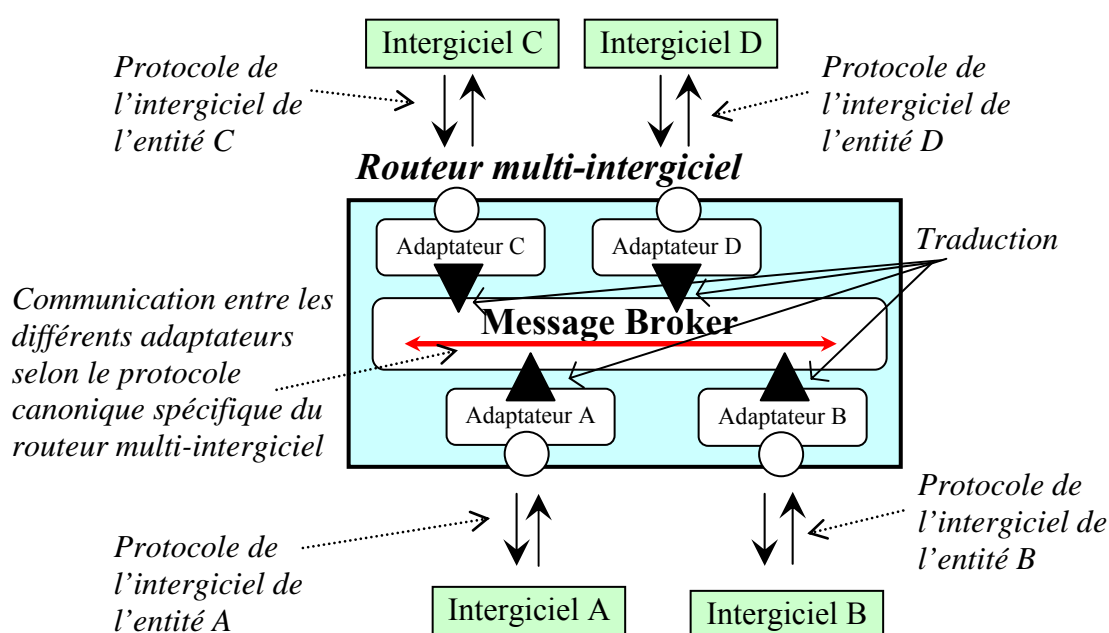 Intergiciel C
Intergiciel D
Protocole de
l’intergiciel de
l’entité C
Protocole de
l’intergiciel de
l’entité D
Routeur multi-intergiciel
Adaptateur C
Adaptateur D
Traduction
Communication entre les
différents adaptateurs
selon le protocole
canonique spécifique du
routeur multi-intergiciel
Message Broker
Adaptateur A
Adaptateur B
Protocole de
l’intergiciel de
l’entité A
Protocole de
l’intergiciel de
l’entité B
Intergiciel A
Intergiciel B